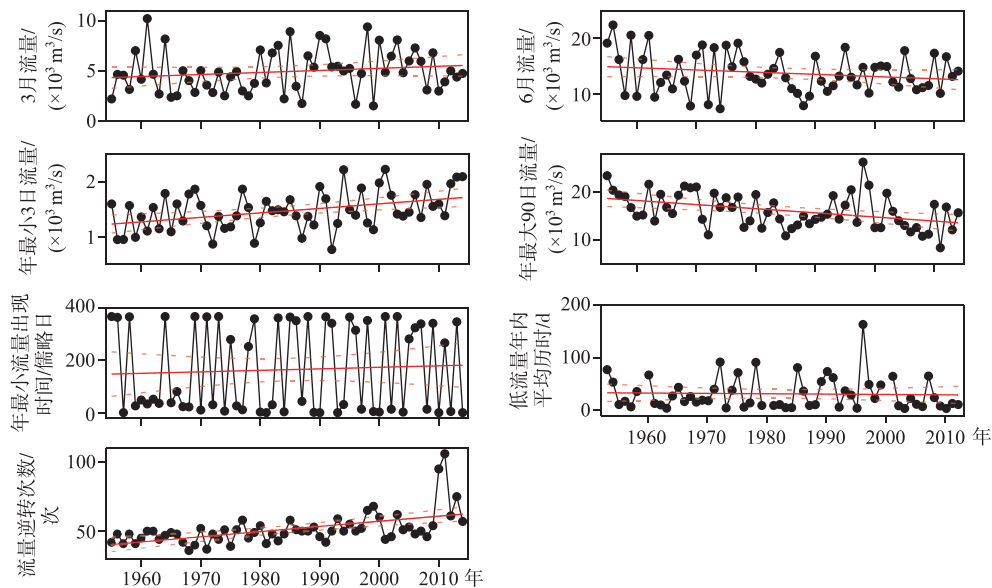 3月流量/
(×10³ m³/s)
10
5
0
6月流量/
(×10³ m³/s)
20
10
年最小3日流量/
(×10³ m³/s)
2
1
年最大90日流量/
(×10³ m³/s)
20
10
年最小流量出现
时间/儒略日
400
200
0
低流量年内
平均历时/d
200
100
0
1960 1970 1980 1990 2000 2010 年
流量逆转次数/
次
100
50
1960 1970 1980 1990 2000 2010 年